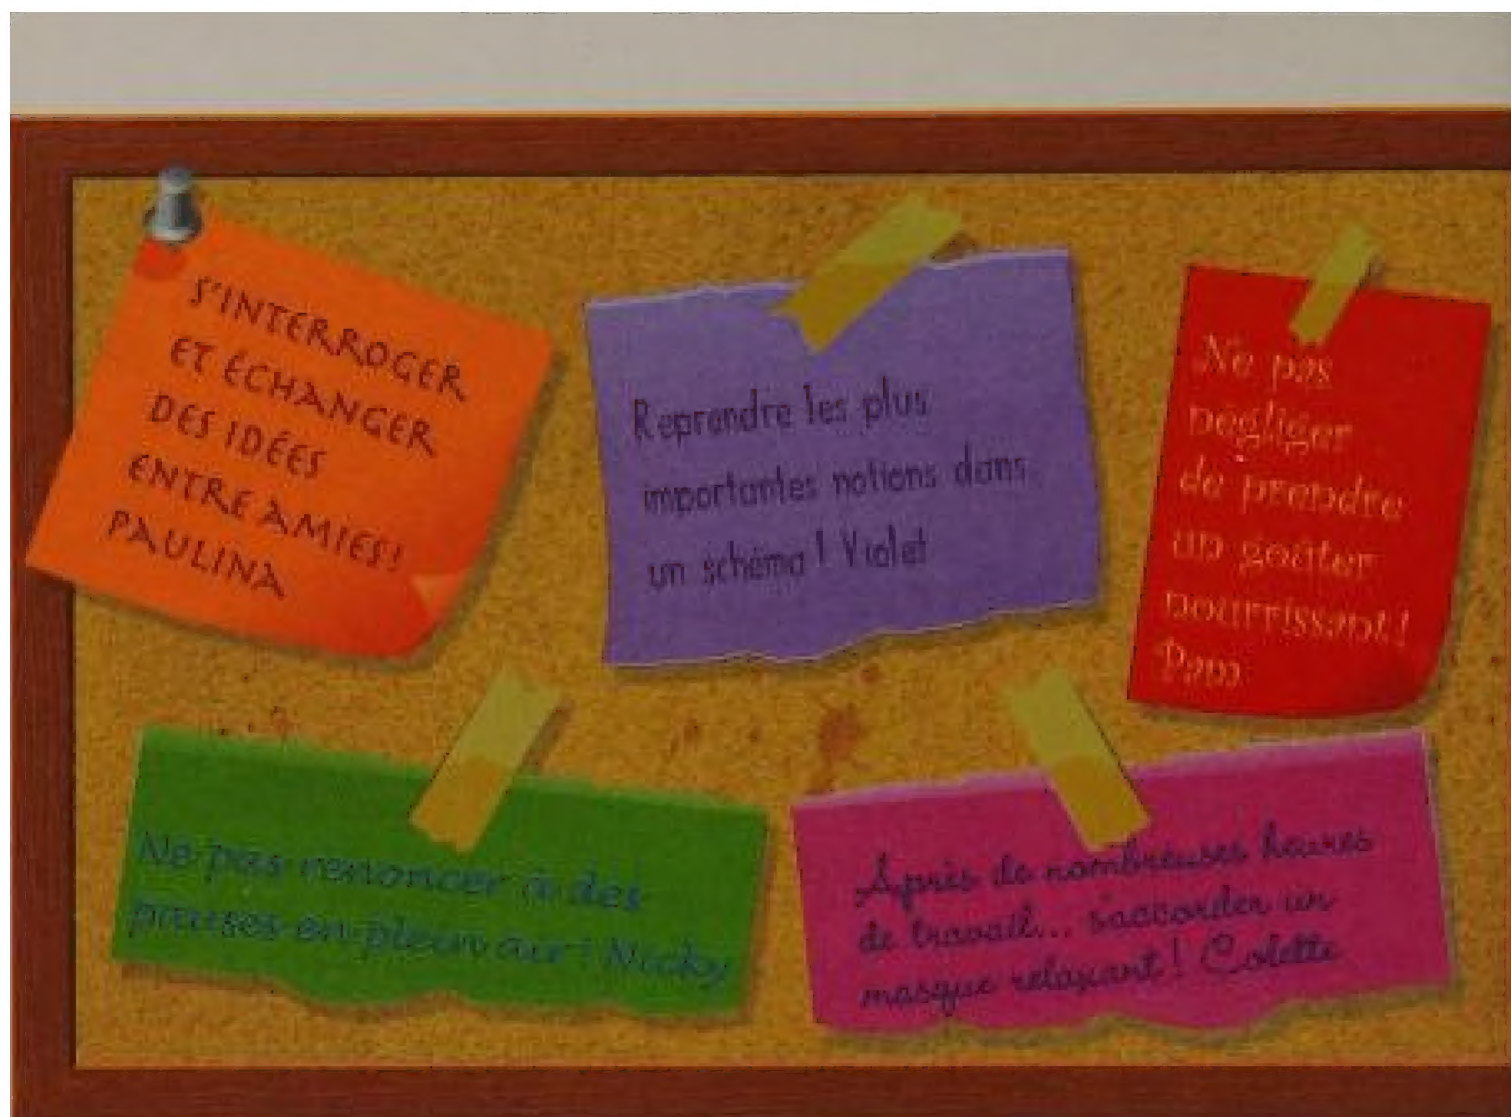 S'INTERROGER
ET ÉCHANGER
DES IDÉES
ENTRE AMIES!
PAULINA
Reprendre les plus
importantes notions dans
un schéma ! Violet
Ne pas
négliger
de prendre
un goûter
nourrissant!
Pam
Ne pas renoncer à des
pauses en plein air ! Nicky
Après de nombreuses heures
de travail... s'accorder un
masque relaxant ! Colette